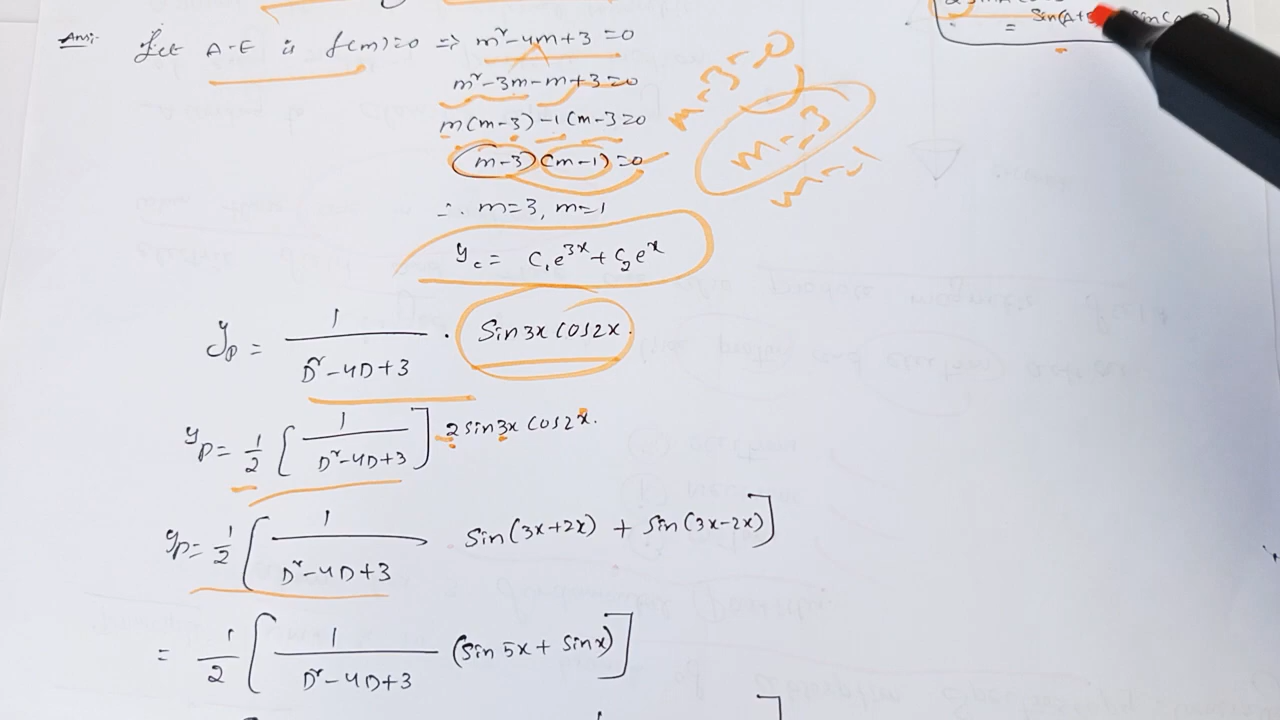 = Sin(A+
Ans:- Let A-E is f(m)=0 => m²-4m+3=0
m²-3m-m+3=0
m(m-3)-1(m-3=0
(m-3)(m-1)=0
∴ m=3, m=1
m-3=0
m=3
m=1
y_c = C₁e^{3x}+C₂e^x
y_p = 1/(D²-4D+3) · Sin3x Cos2x.
y_p = 1/2 [1/(D²-4D+3)] 2sin3x cos2x.
y_p = 1/2 [1/(D²-4D+3) Sin(3x+2x) + Sin(3x-2x)]
= 1/2 [1/(D²-4D+3) (Sin 5x + Sinx)]